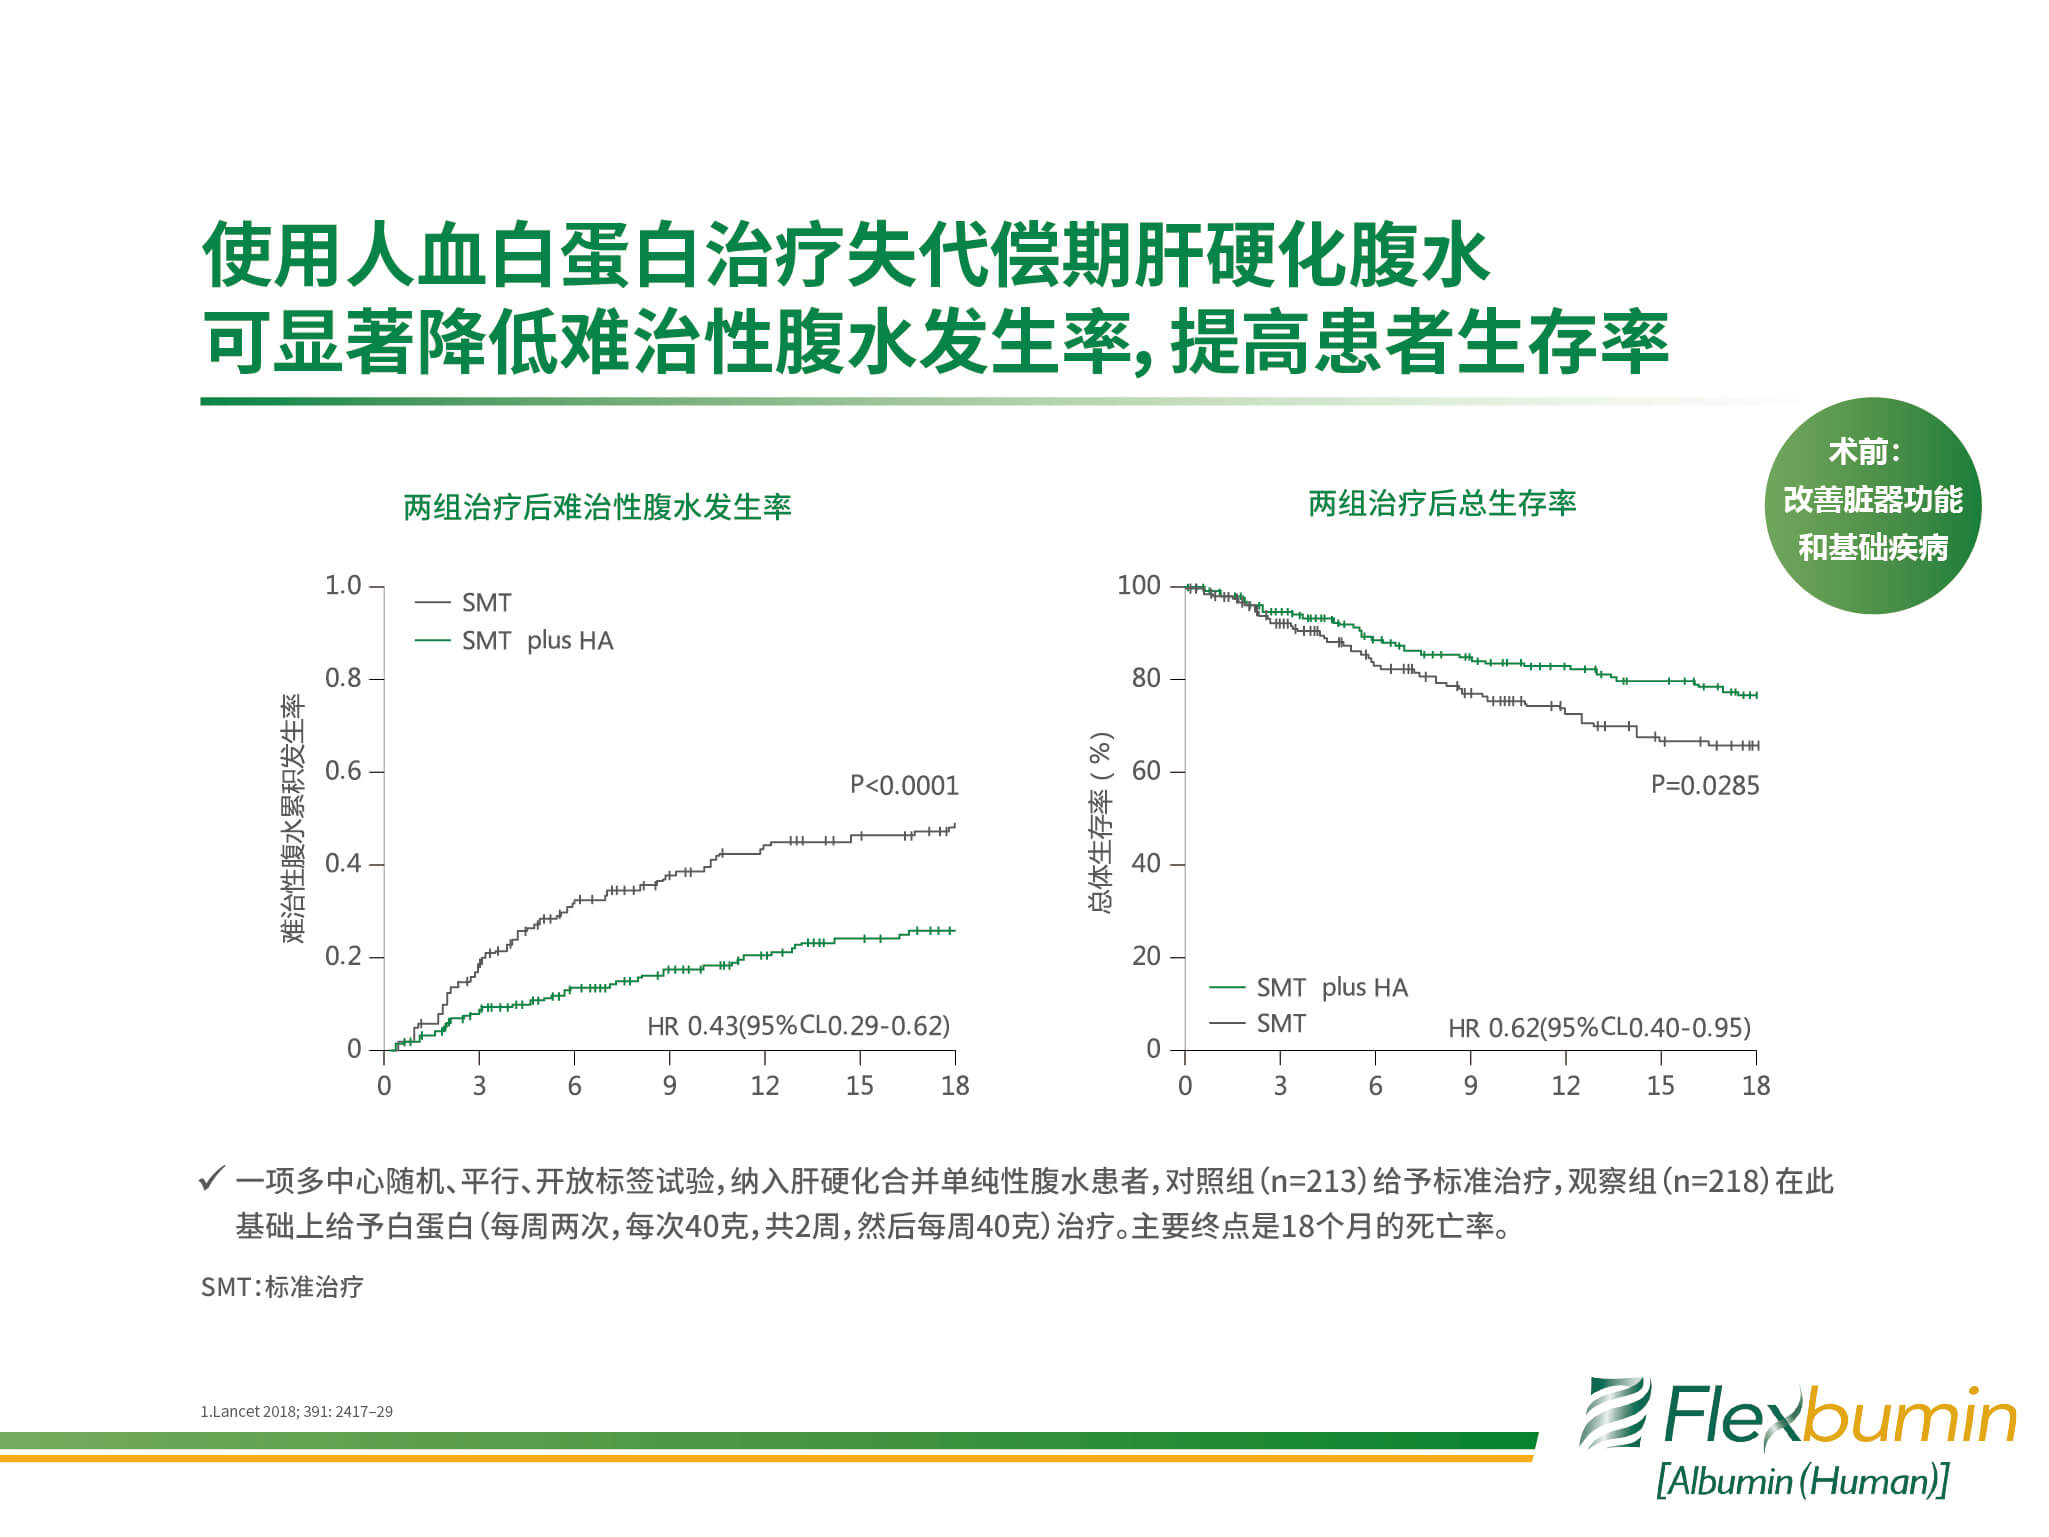 使用人血白蛋白治疗失代偿期肝硬化腹水
可显著降低难治性腹水发生率，提高患者生存率
术前：
改善脏器功能
和基础疾病
两组治疗后难治性腹水发生率
难治性腹水累积发生率
1.0
0.8
0.6
0.4
0.2
0
SMT
SMT plus HA
P<0.0001
HR 0.43(95%CL0.29-0.62)
0 3 6 9 12 15 18
两组治疗后总生存率
总体生存率（%）
100
80
60
40
20
0
P=0.0285
SMT plus HA
SMT
HR 0.62(95%CL0.40-0.95)
0 3 6 9 12 15 18
✓ 一项多中心随机、平行、开放标签试验，纳入肝硬化合并单纯性腹水患者，对照组（n=213）给予标准治疗，观察组（n=218）在此
基础上给予白蛋白（每周两次，每次40克，共2周，然后每周40克）治疗。主要终点是18个月的死亡率。
SMT：标准治疗
1.Lancet 2018; 391: 2417–29
Flexbumin
[Albumin (Human)]